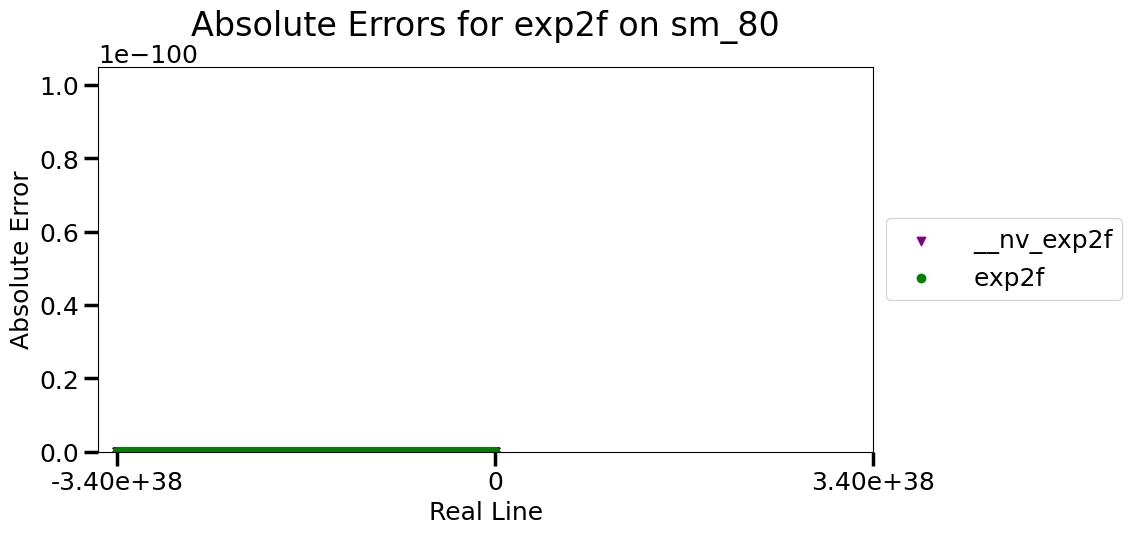 Absolute Errors for exp2f on sm_80
1e−100
1.0
0.8
0.6
0.4
0.2
0.0
Absolute Error
-3.40e+38
0
3.40e+38
Real Line
__nv_exp2f
exp2f